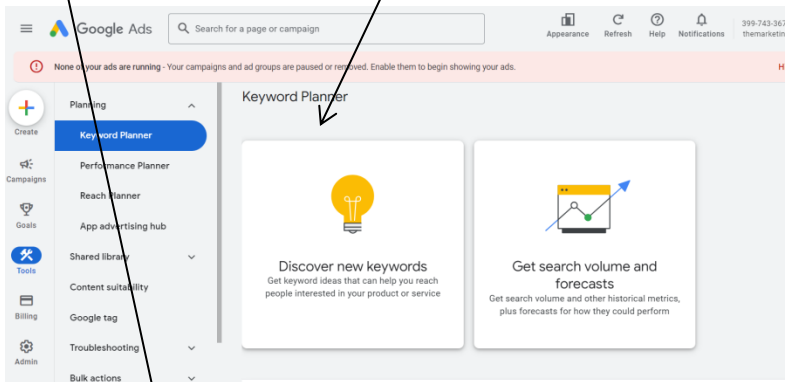 Google Ads
Search for a page or campaign
Appearance
Refresh
Help
Notifications
399-743-367
themarketin
None of your ads are running - Your campaigns and ad groups are paused or removed. Enable them to begin showing your ads.
H
Create
Campaigns
Goals
Tools
Billing
Admin
Planning
Keyword Planner
Performance Planner
Reach Planner
App advertising hub
Shared library
Content suitability
Google tag
Troubleshooting
Bulk actions
Keyword Planner
Discover new keywords
Get keyword ideas that can help you reach
people interested in your product or service
Get search volume and
forecasts
Get search volume and other historical metrics,
plus forecasts for how they could perform